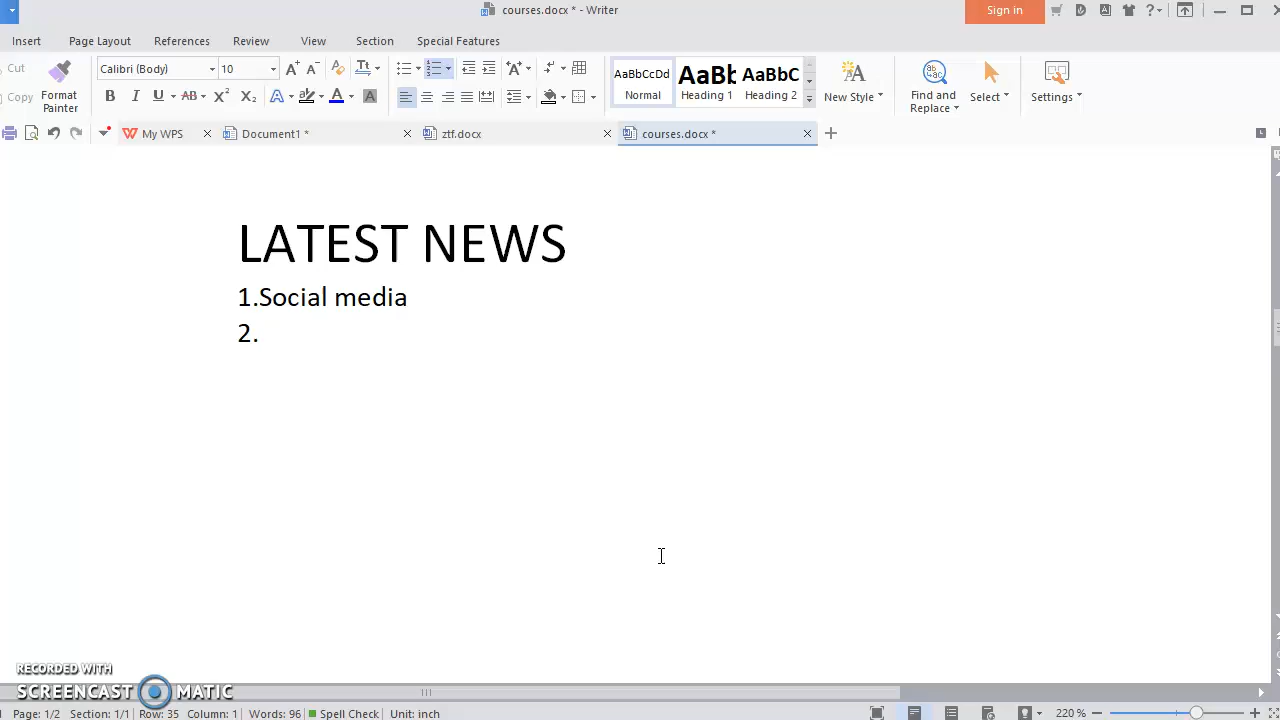 courses.docx * - Writer
Sign in
Insert Page Layout References Review View Section Special Features
Cut
Copy
Format Painter
Calibri (Body) 10
AaBbCcDd Normal
AaBb Heading 1
AaBbC Heading 2
New Style
Find and Replace
Select
Settings
My WPS Document1 * ztf.docx courses.docx *
LATEST NEWS
1.Social media
2.
RECORDED WITH
SCREENCAST MATIC
Page: 1/2 Section: 1/1 Row: 35 Column: 1 Words: 96 Spell Check Unit: inch 220 %